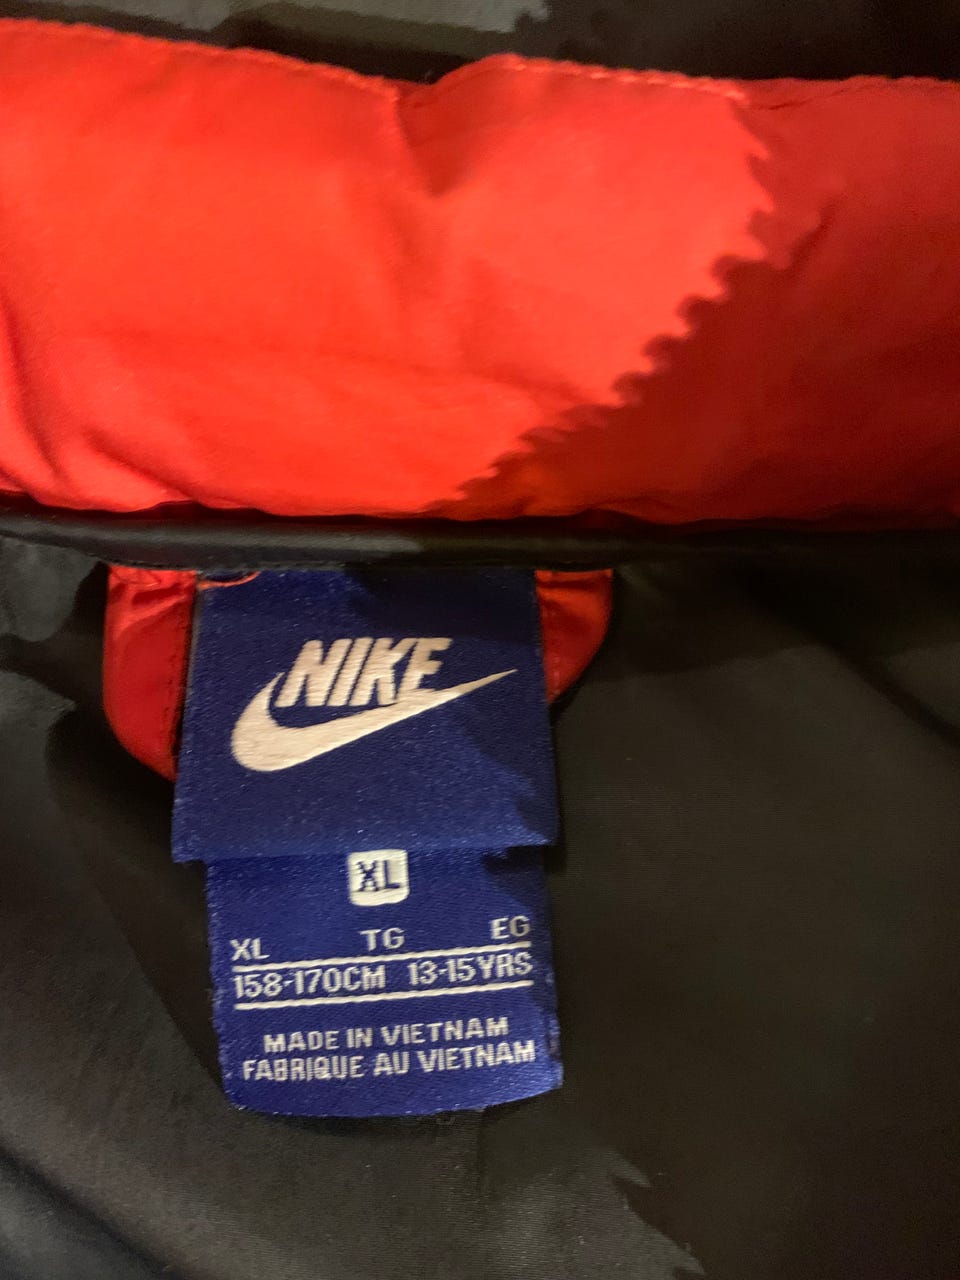 NIKE
XL
XL TG EG
158-170CM 13-15YRS
MADE IN VIETNAM
FABRIQUE AU VIETNAM